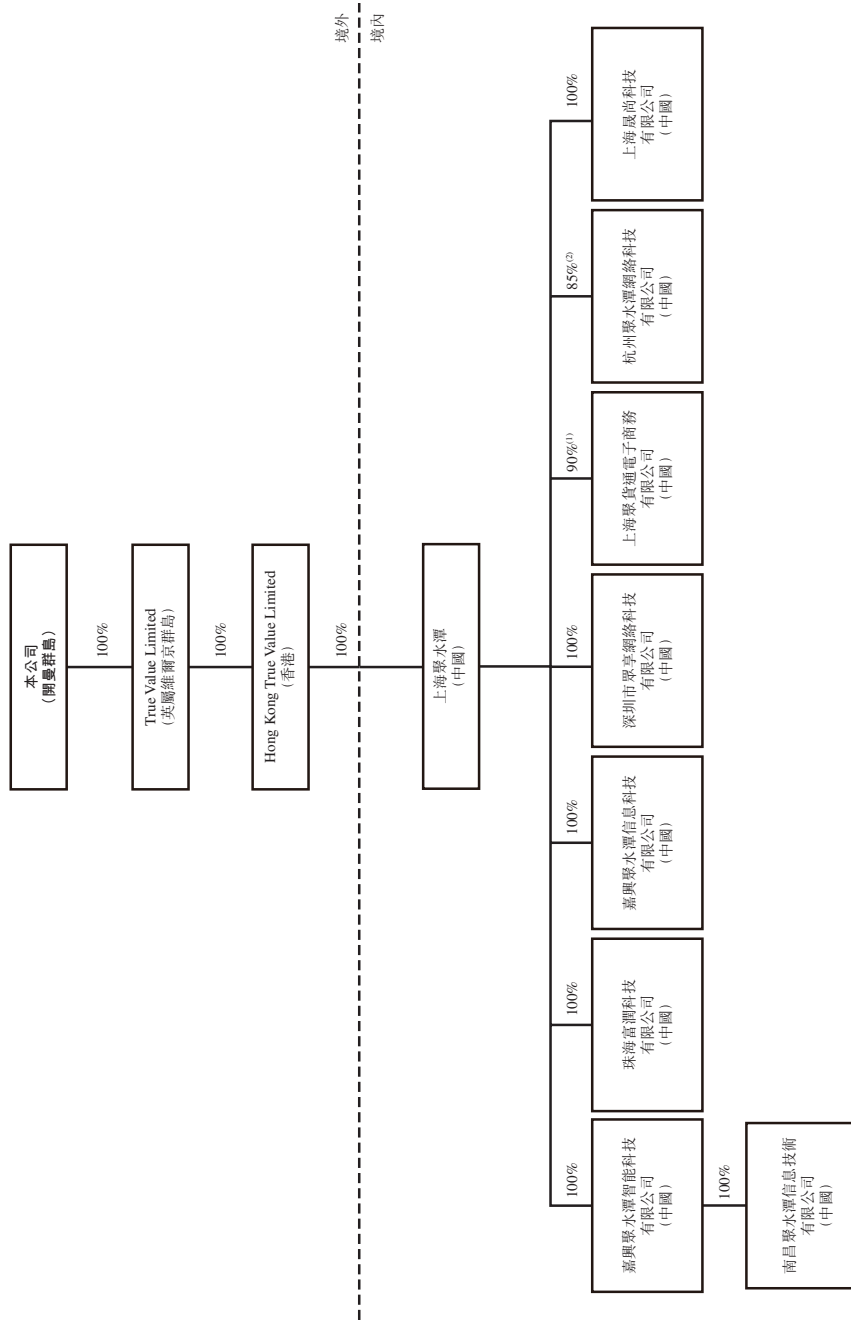 本公司
(開曼群島)
100%
True Value Limited
(英屬維爾京群島)
100%
Hong Kong True Value Limited
(香港)
100%
境外
境內
上海聚水潭
(中國)
100%
嘉興聚水潭智能科技
有限公司
(中國)
100%
珠海富潤科技
有限公司
(中國)
100%
嘉興聚水潭信息科技
有限公司
(中國)
100%
深圳市眾享網絡科技
有限公司
(中國)
90%(1)
上海聚貨通電子商務
有限公司
(中國)
85%(2)
杭州聚水潭網絡科技
有限公司
(中國)
100%
上海晟尚科技
有限公司
(中國)
100%
南昌聚水潭信息技術
有限公司
(中國)